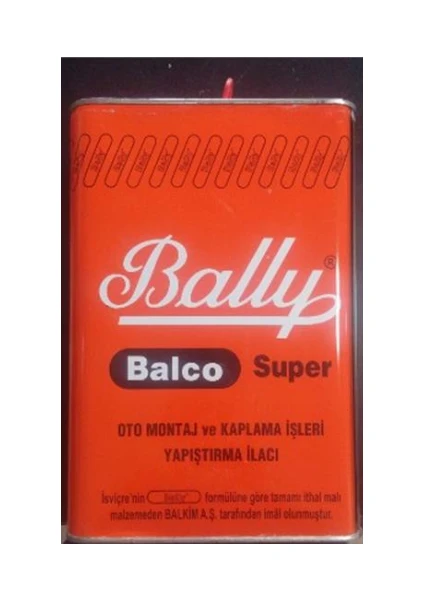 Bally®
Balco Super
OTO MONTAJ ve KAPLAMA İŞLERİ
YAPIŞTIRMA İLACI
İsviçre'nin Bally formülüne göre tamamı ithal malı
malzemeden BALKİM A.Ş. tarafından imâl olunmuştur.